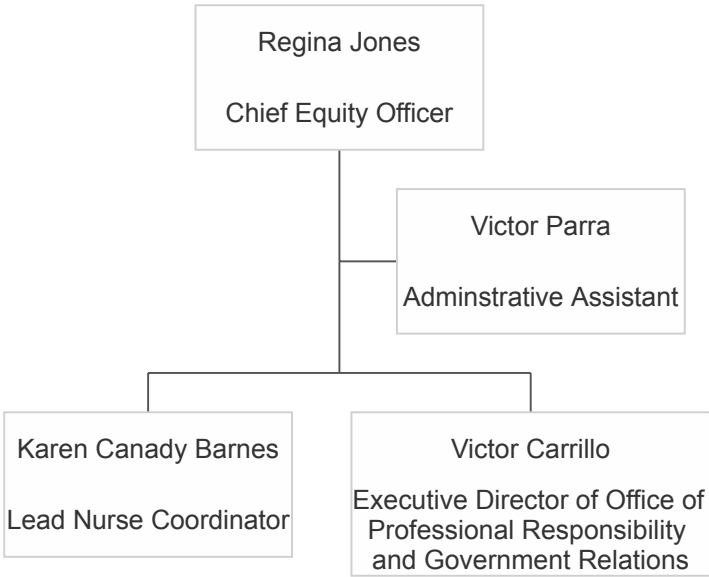 Regina Jones
Chief Equity Officer
Victor Parra
Adminstrative Assistant
Karen Canady Barnes
Lead Nurse Coordinator
Victor Carrillo
Executive Director of Office of
Professional Responsibility
and Government Relations